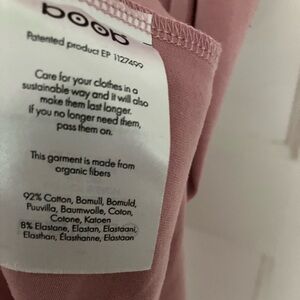 boob
Patented product EP 1127499
Care for your clothes in a
sustainable way and it will also
make them last longer.
If you no longer need them,
pass them on.
This garment is made from
organic fibers
92% Cotton, Bomull, Bomuld,
Puuvilla, Baumwolle, Coton,
Cotone, Katoen
8% Elastane, Elastan, Elastaani,
Elasthan, Élasthanne, Elastaan